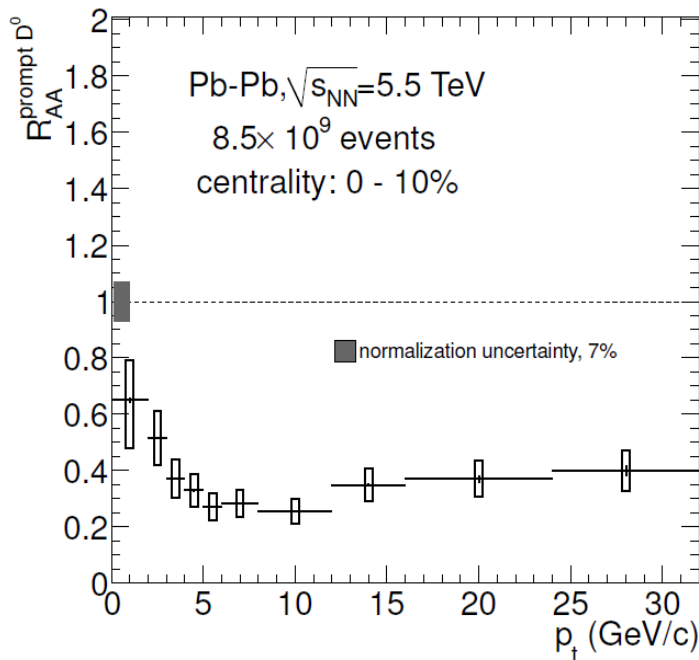 R_AA^prompt D^0
Pb-Pb, √s_NN=5.5 TeV
8.5× 10^9 events
centrality: 0 - 10%
normalization uncertainty, 7%
2
1.8
1.6
1.4
1.2
1
0.8
0.6
0.4
0.2
0
0 5 10 15 20 25 30
p_t (GeV/c)